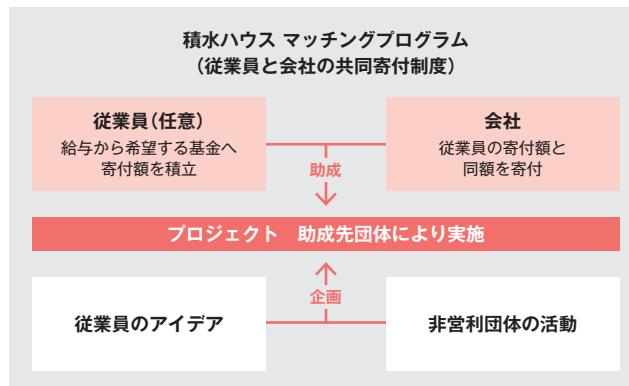 積水ハウス マッチングプログラム
（従業員と会社の共同寄付制度）
従業員（任意）
給与から希望する基金へ
寄付額を積立
会社
従業員の寄付額と
同額を寄付
助成
プロジェクト　助成先団体により実施
企画
従業員のアイデア
非営利団体の活動